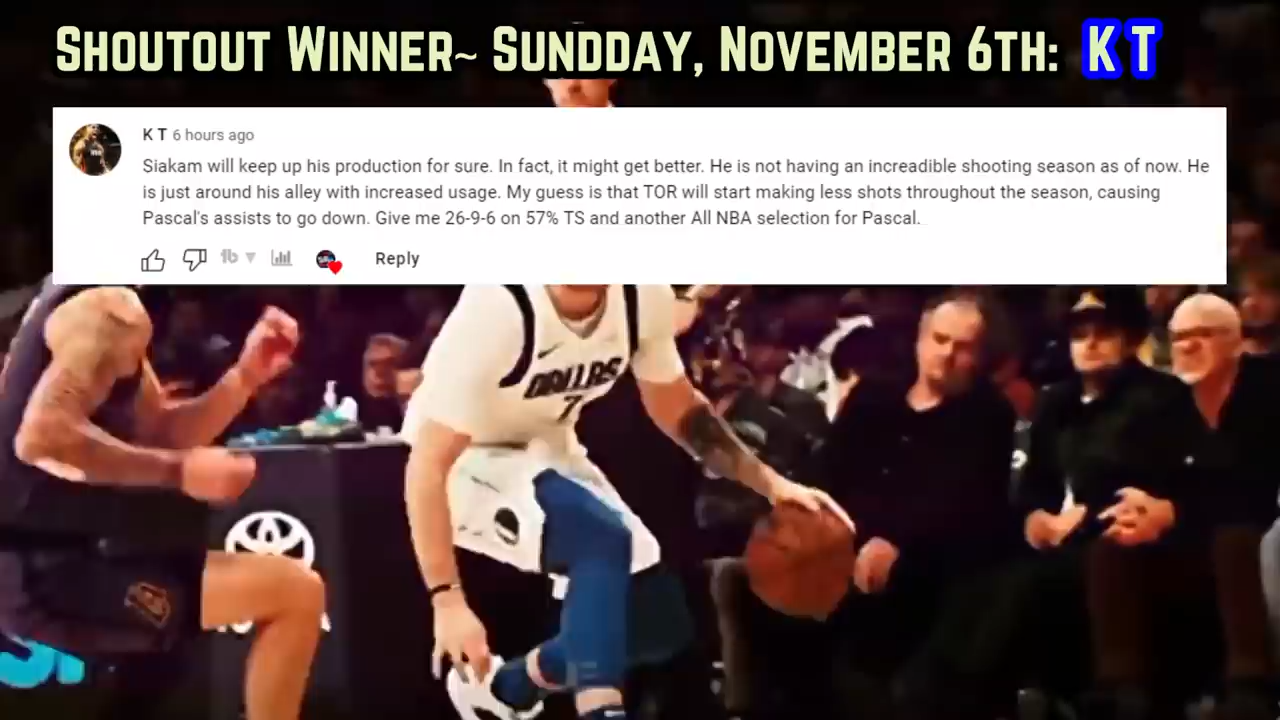 SHOUTOUT WINNER~ SUNDDAY, NOVEMBER 6TH: KT
K T 6 hours ago
Siakam will keep up his production for sure. In fact, it might get better. He is not having an increadible shooting season as of now. He
is just around his alley with increased usage. My guess is that TOR will start making less shots throughout the season, causing
Pascal's assists to go down. Give me 26-9-6 on 57% TS and another All NBA selection for Pascal.
Reply
DALLAS
7